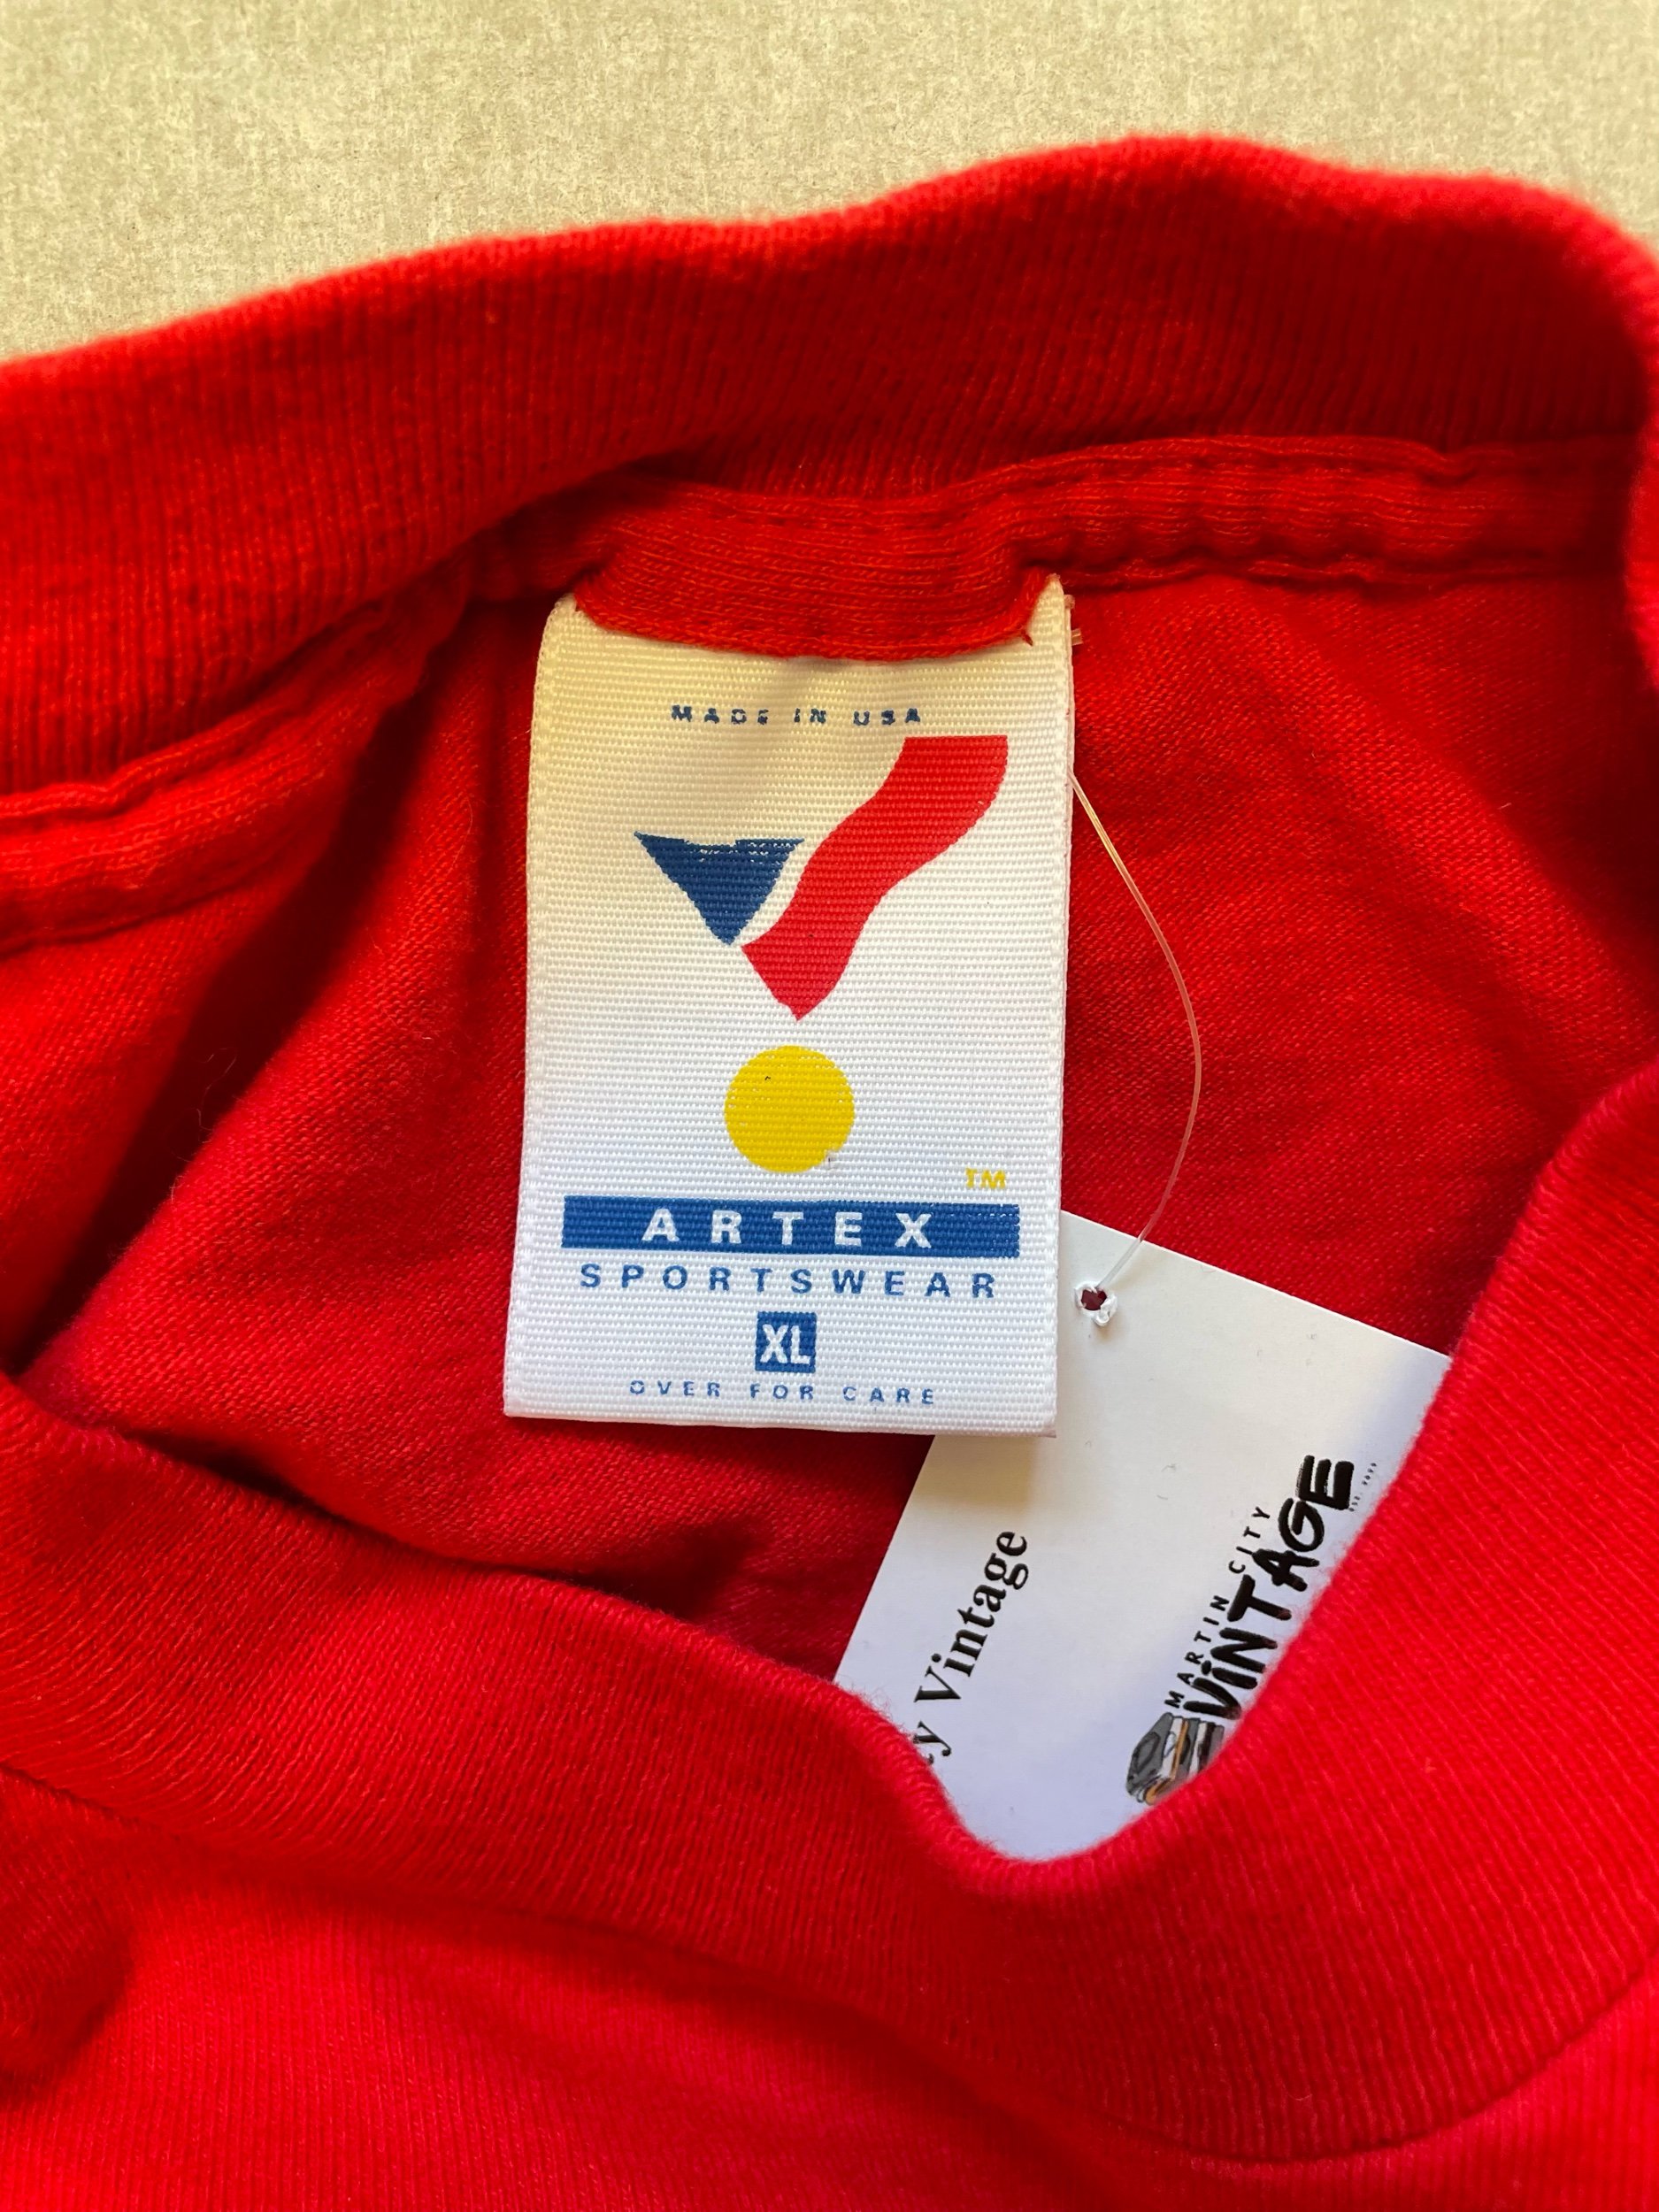 MADE IN USA
TM
ARTEX
SPORTSWEAR
XL
OVER FOR CARE
Vintage
MARTIN CITY
VINTAGE